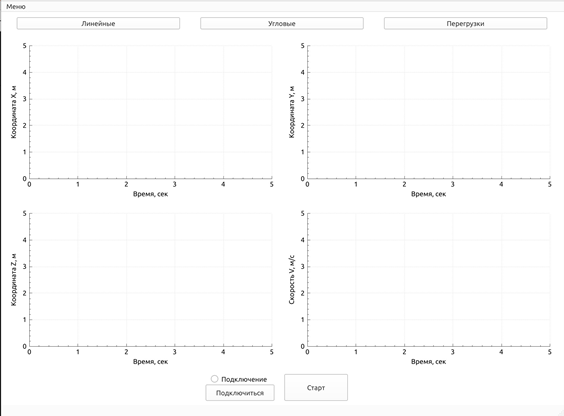 Меню
Линейные Угловые Перегрузки
5 5
4 4
Координата X, м Координата Y, м
3 3
2 2
1 1
0 0
0 1 2 3 4 5 0 1 2 3 4 5
Время, сек Время, сек
5 5
4 4
Координата Z, м Скорость V, м/с
3 3
2 2
1 1
0 0
0 1 2 3 4 5 0 1 2 3 4 5
Время, сек Время, сек
Подключение
Подключиться Старт